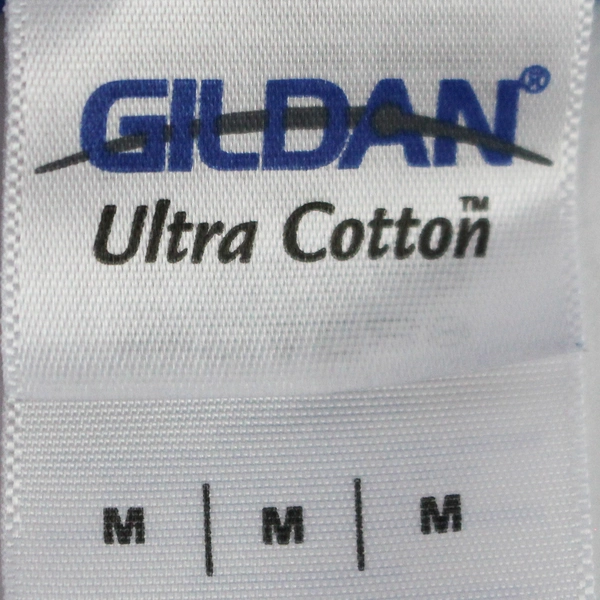 GILDAN®
Ultra Cotton™
M | M | M